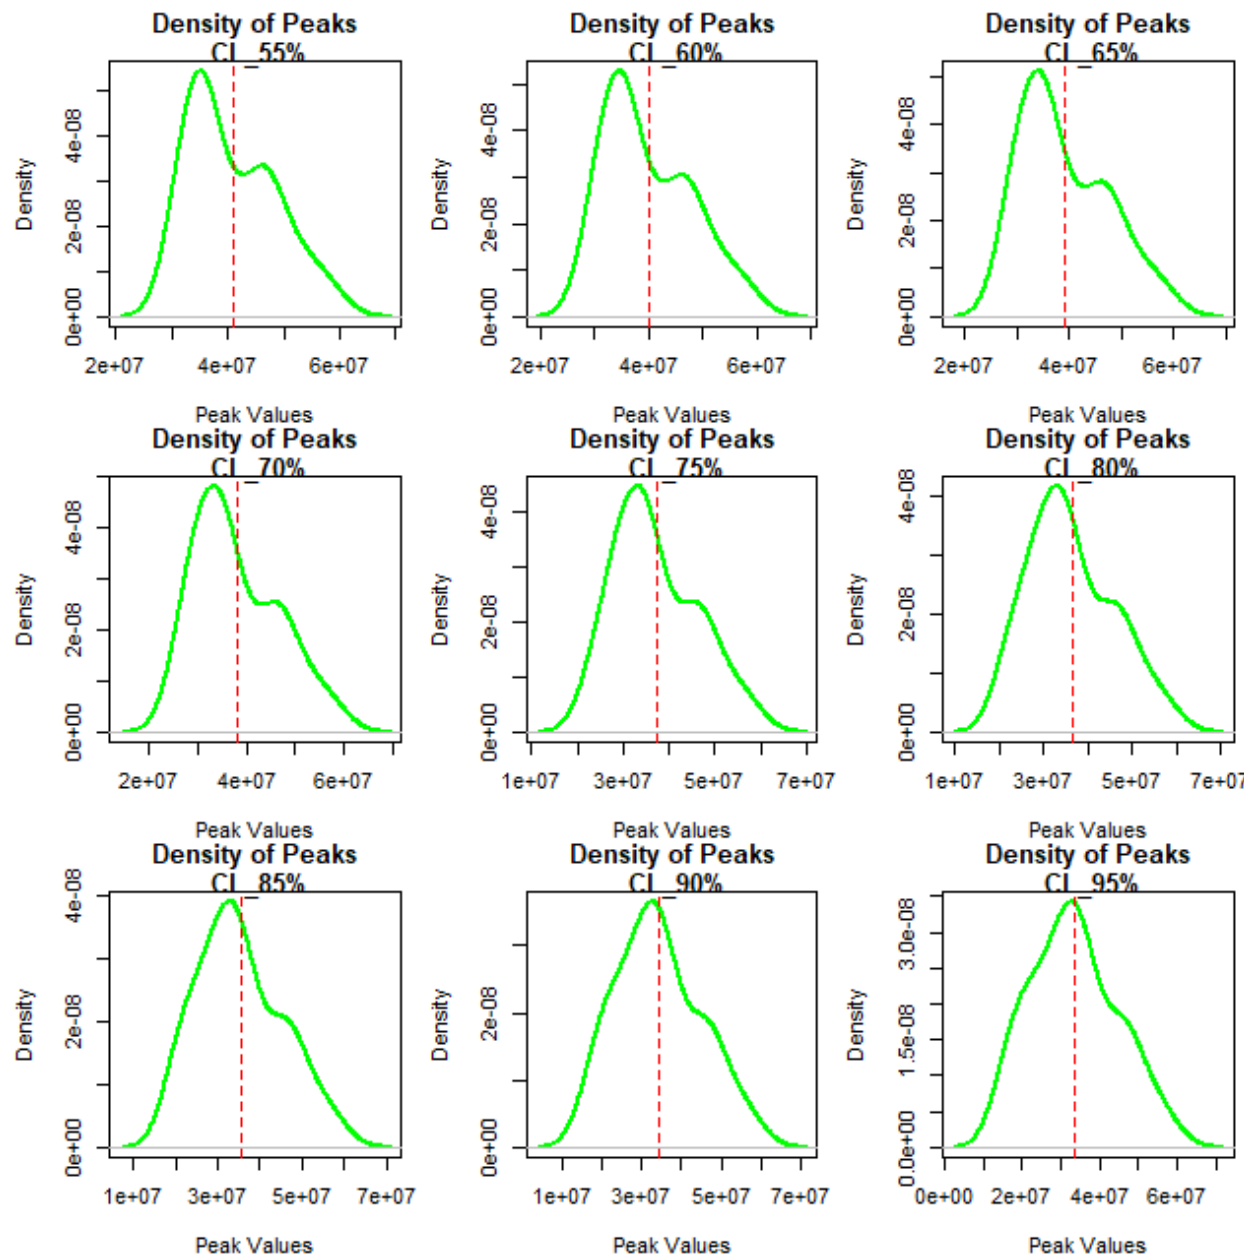 Density of Peaks
CI_55%
Density
0e+00 2e-08 4e-08
2e+07 4e+07 6e+07
Peak Values
Density of Peaks
CI_60%
Density
0e+00 2e-08 4e-08
2e+07 4e+07 6e+07
Peak Values
Density of Peaks
CI_65%
Density
0e+00 2e-08 4e-08
2e+07 4e+07 6e+07
Peak Values
Density of Peaks
CI_70%
Density
0e+00 2e-08 4e-08
2e+07 4e+07 6e+07
Peak Values
Density of Peaks
CI_75%
Density
0e+00 2e-08 4e-08
1e+07 3e+07 5e+07 7e+07
Peak Values
Density of Peaks
CI_80%
Density
0e+00 2e-08 4e-08
1e+07 3e+07 5e+07 7e+07
Peak Values
Density of Peaks
CI_85%
Density
0e+00 2e-08 4e-08
1e+07 3e+07 5e+07 7e+07
Peak Values
Density of Peaks
CI_90%
Density
0e+00 2e-08
1e+07 3e+07 5e+07 7e+07
Peak Values
Density of Peaks
CI_95%
Density
0.0e+00 1.5e-08 3.0e-08
0e+00 2e+07 4e+07 6e+07
Peak Values